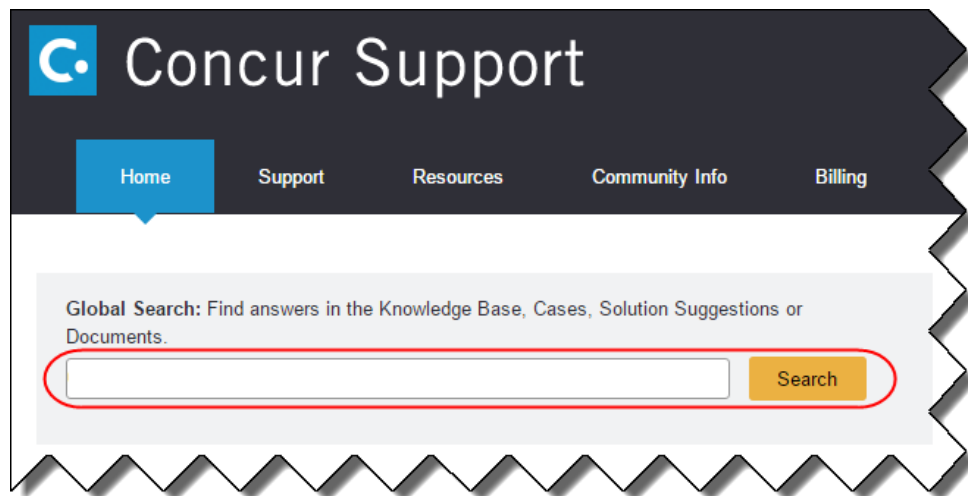 C.
Concur Support
Home Support Resources Community Info Billing
Global Search: Find answers in the Knowledge Base, Cases, Solution Suggestions or
Documents.
Search